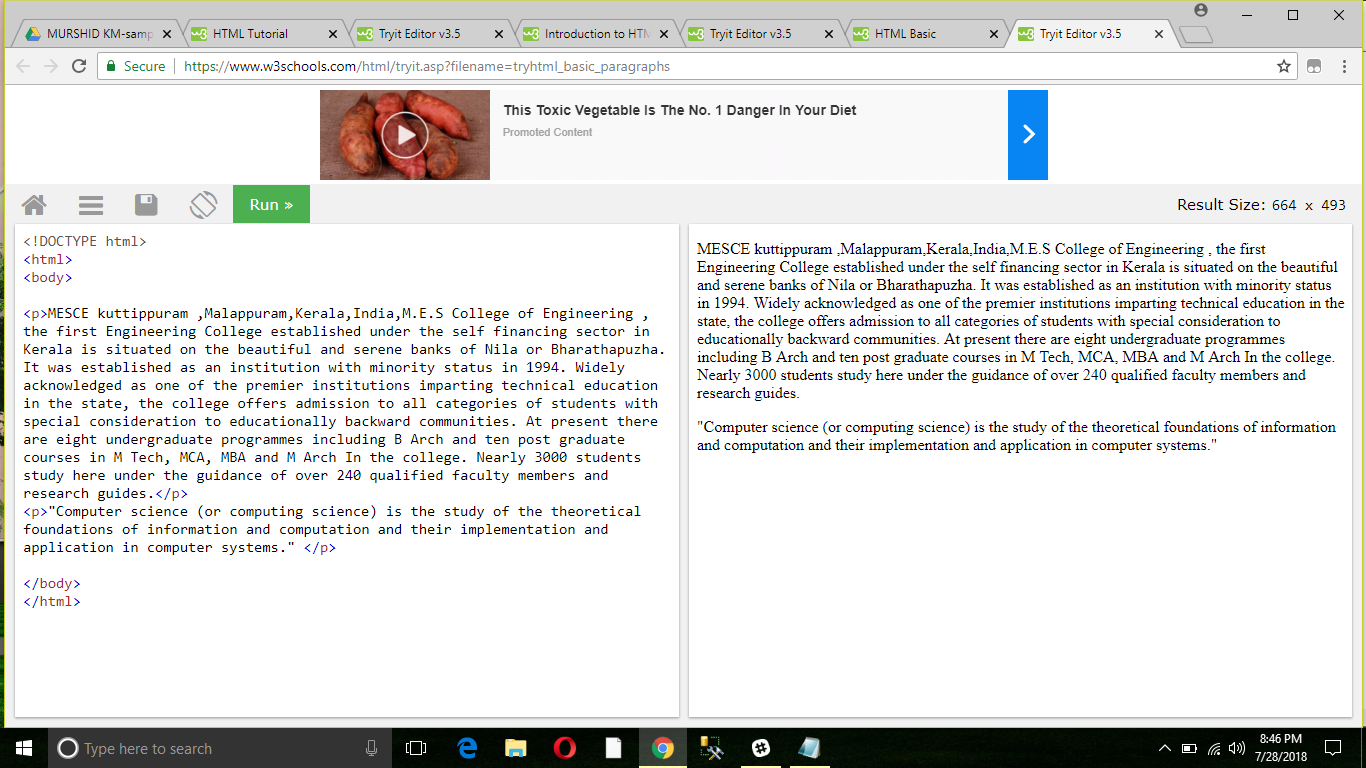 MURSHID KM-samp
HTML Tutorial
Tryit Editor v3.5
Introduction to HTM
Tryit Editor v3.5
HTML Basic
Tryit Editor v3.5
Secure
https://www.w3schools.com/html/tryit.asp?filename=tryhtml_basic_paragraphs
This Toxic Vegetable Is The No. 1 Danger In Your Diet
Promoted Content
Run »
Result Size: 664 x 493
<!DOCTYPE html>
<html>
<body>
<p>MESCE kuttippuram ,Malappuram,Kerala,India,M.E.S College of Engineering ,
the first Engineering College established under the self financing sector in
Kerala is situated on the beautiful and serene banks of Nila or Bharathapuzha.
It was established as an institution with minority status in 1994. Widely
acknowledged as one of the premier institutions imparting technical education
in the state, the college offers admission to all categories of students with
special consideration to educationally backward communities. At present there
are eight undergraduate programmes including B Arch and ten post graduate
courses in M Tech, MCA, MBA and M Arch In the college. Nearly 3000 students
study here under the guidance of over 240 qualified faculty members and
research guides.</p>
<p>"Computer science (or computing science) is the study of the theoretical
foundations of information and computation and their implementation and
application in computer systems." </p>
</body>
</html>
MESCE kuttippuram ,Malappuram,Kerala,India,M.E.S College of Engineering , the first
Engineering College established under the self financing sector in Kerala is situated on the beautiful
and serene banks of Nila or Bharathapuzha. It was established as an institution with minority status
in 1994. Widely acknowledged as one of the premier institutions imparting technical education in the
state, the college offers admission to all categories of students with special consideration to
educationally backward communities. At present there are eight undergraduate programmes
including B Arch and ten post graduate courses in M Tech, MCA, MBA and M Arch In the college.
Nearly 3000 students study here under the guidance of over 240 qualified faculty members and
research guides.
"Computer science (or computing science) is the study of the theoretical foundations of information
and computation and their implementation and application in computer systems."
Type here to search
8:46 PM
7/28/2018